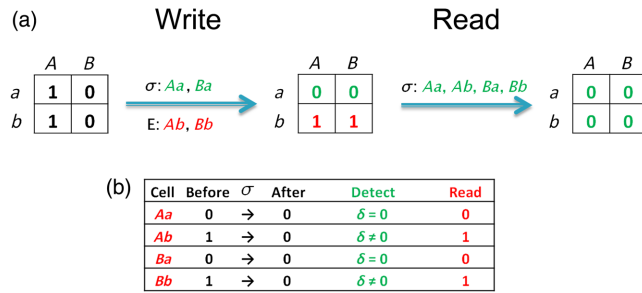 (a) Write Read
A B A B A B
σ: Aa, Ba σ: Aa, Ab, Ba, Bb
a 1 0 a 0 0 a 0 0
b 1 0 b 1 1 b 0 0
E: Ab, Bb
(b)
Cell Before σ After Detect Read
Aa 0 → 0 δ = 0 0
Ab 1 → 0 δ ≠ 0 1
Ba 0 → 0 δ = 0 0
Bb 1 → 0 δ ≠ 0 1